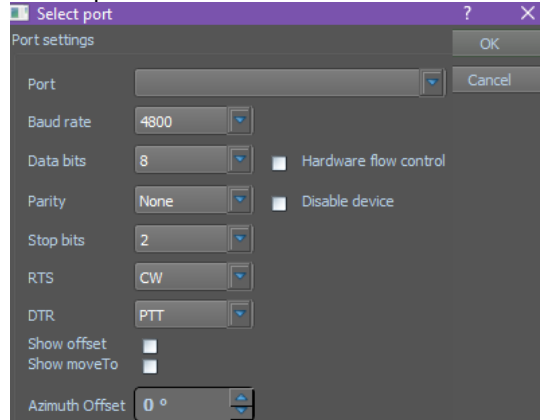 Select port ? X
Port settings
OK
Port
Cancel
Baud rate 4800
Data bits 8 Hardware flow control
Parity None Disable device
Stop bits 2
RTS CW
DTR PTT
Show offset
Show moveTo
Azimuth Offset 0 °